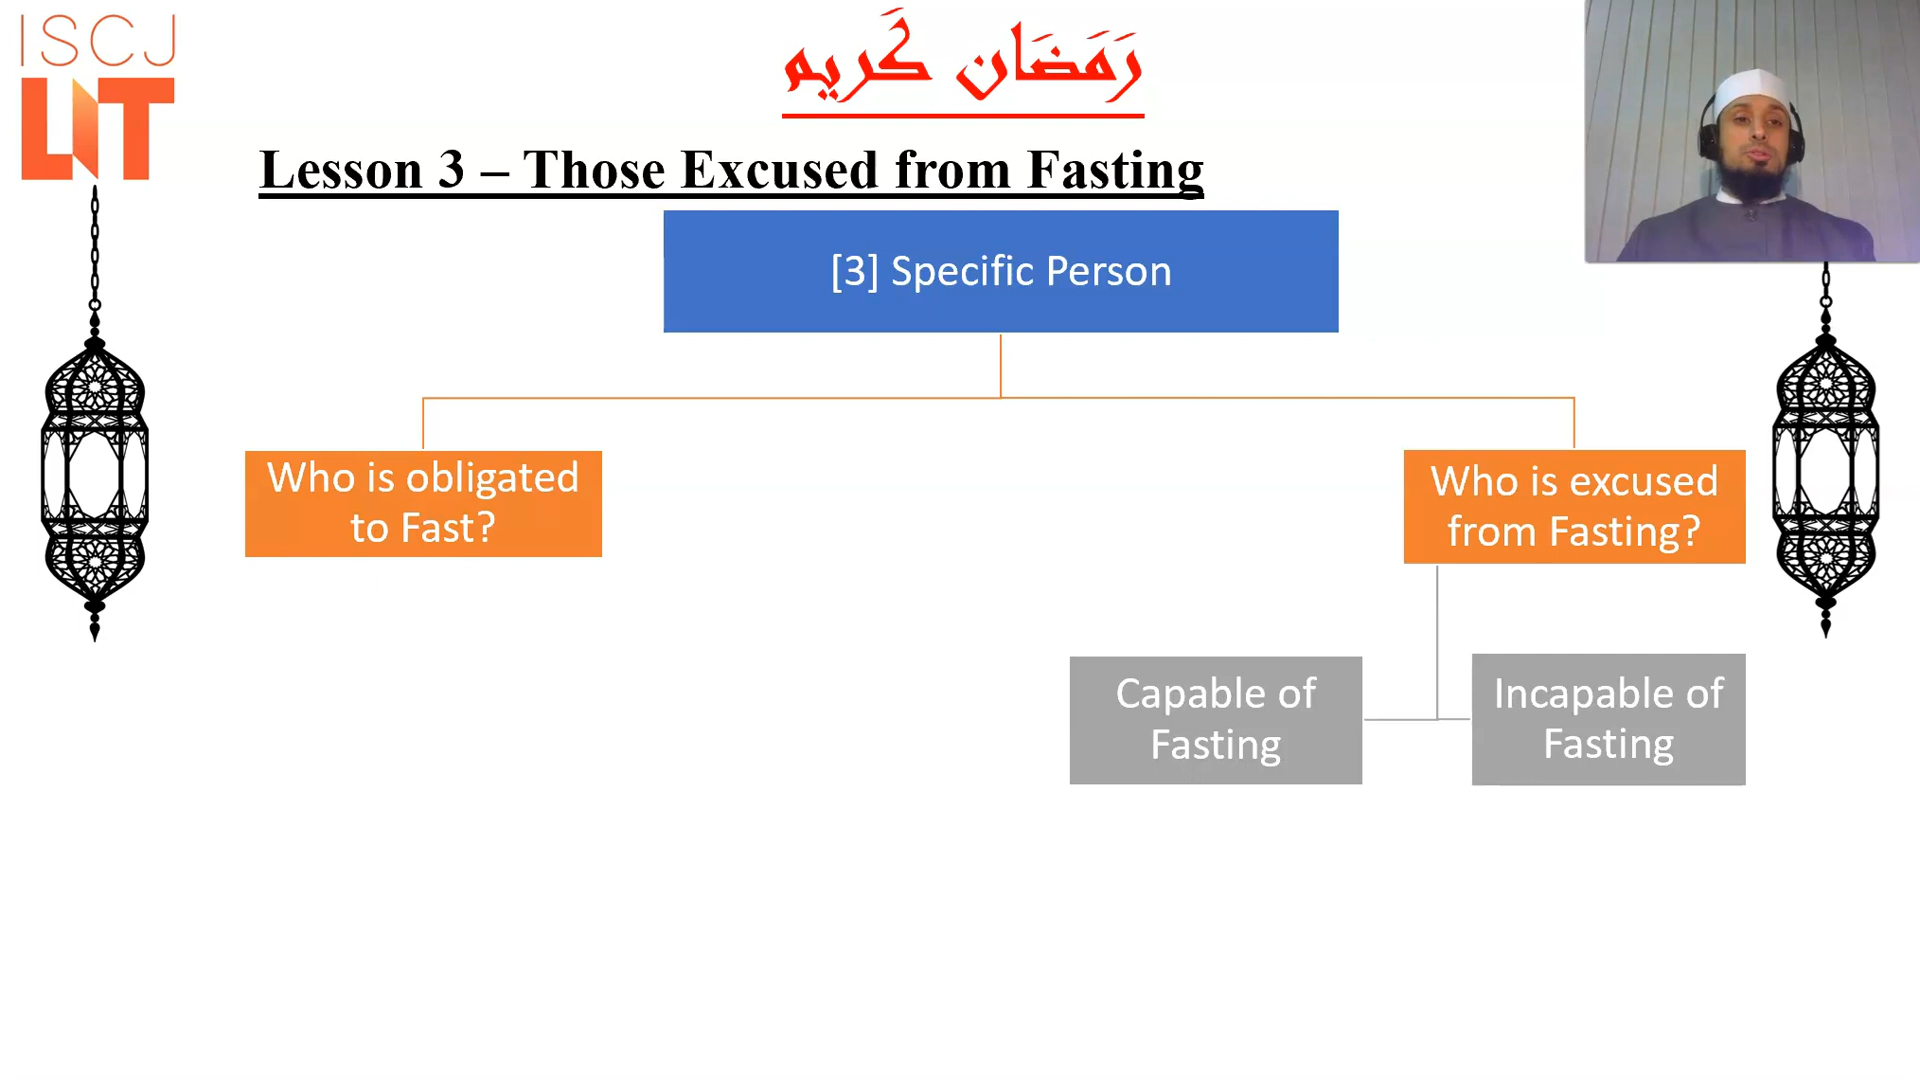 ISCJ
LIT
رَمَضَان كَريم
Lesson 3 – Those Excused from Fasting
[3] Specific Person
Who is obligated
to Fast?
Who is excused
from Fasting?
Capable of
Fasting
Incapable of
Fasting